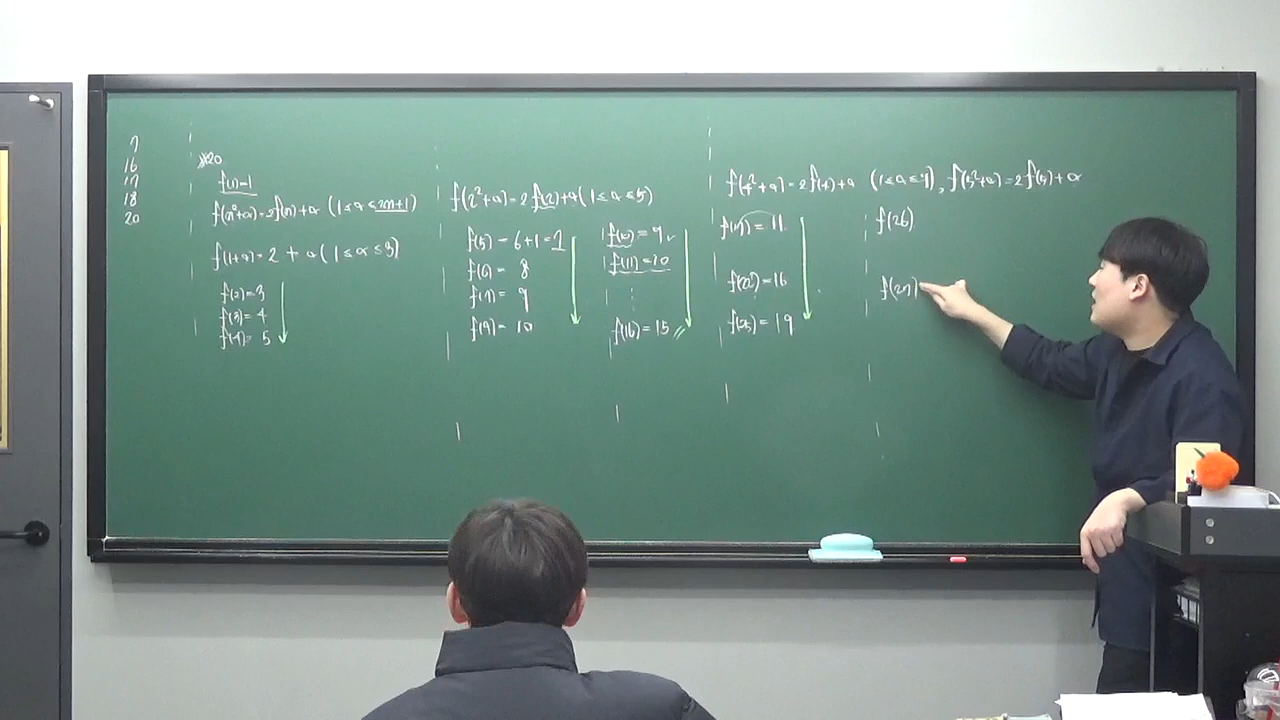 7
16
17
18
20
※20
f(1)=1
f(n²+a)=2f(n)+a (1≤a≤2n+1)
f(1+a)=2+a (1≤a≤3)
f(2)=3
f(3)=4
f(4)=5
f(2²+a)=2f(2)+a (1≤a≤5)
f(5)=6+1=7
f(6)=8
f(7)=9
f(9)=10
f(10)=9
f(11)=10
f(16)=15
f(4²+a)=2f(4)+a (1≤a≤9), f(5²+a)=2f(5)+a
f(17)=11
f(22)=16
f(25)=19
f(26)
f(27)